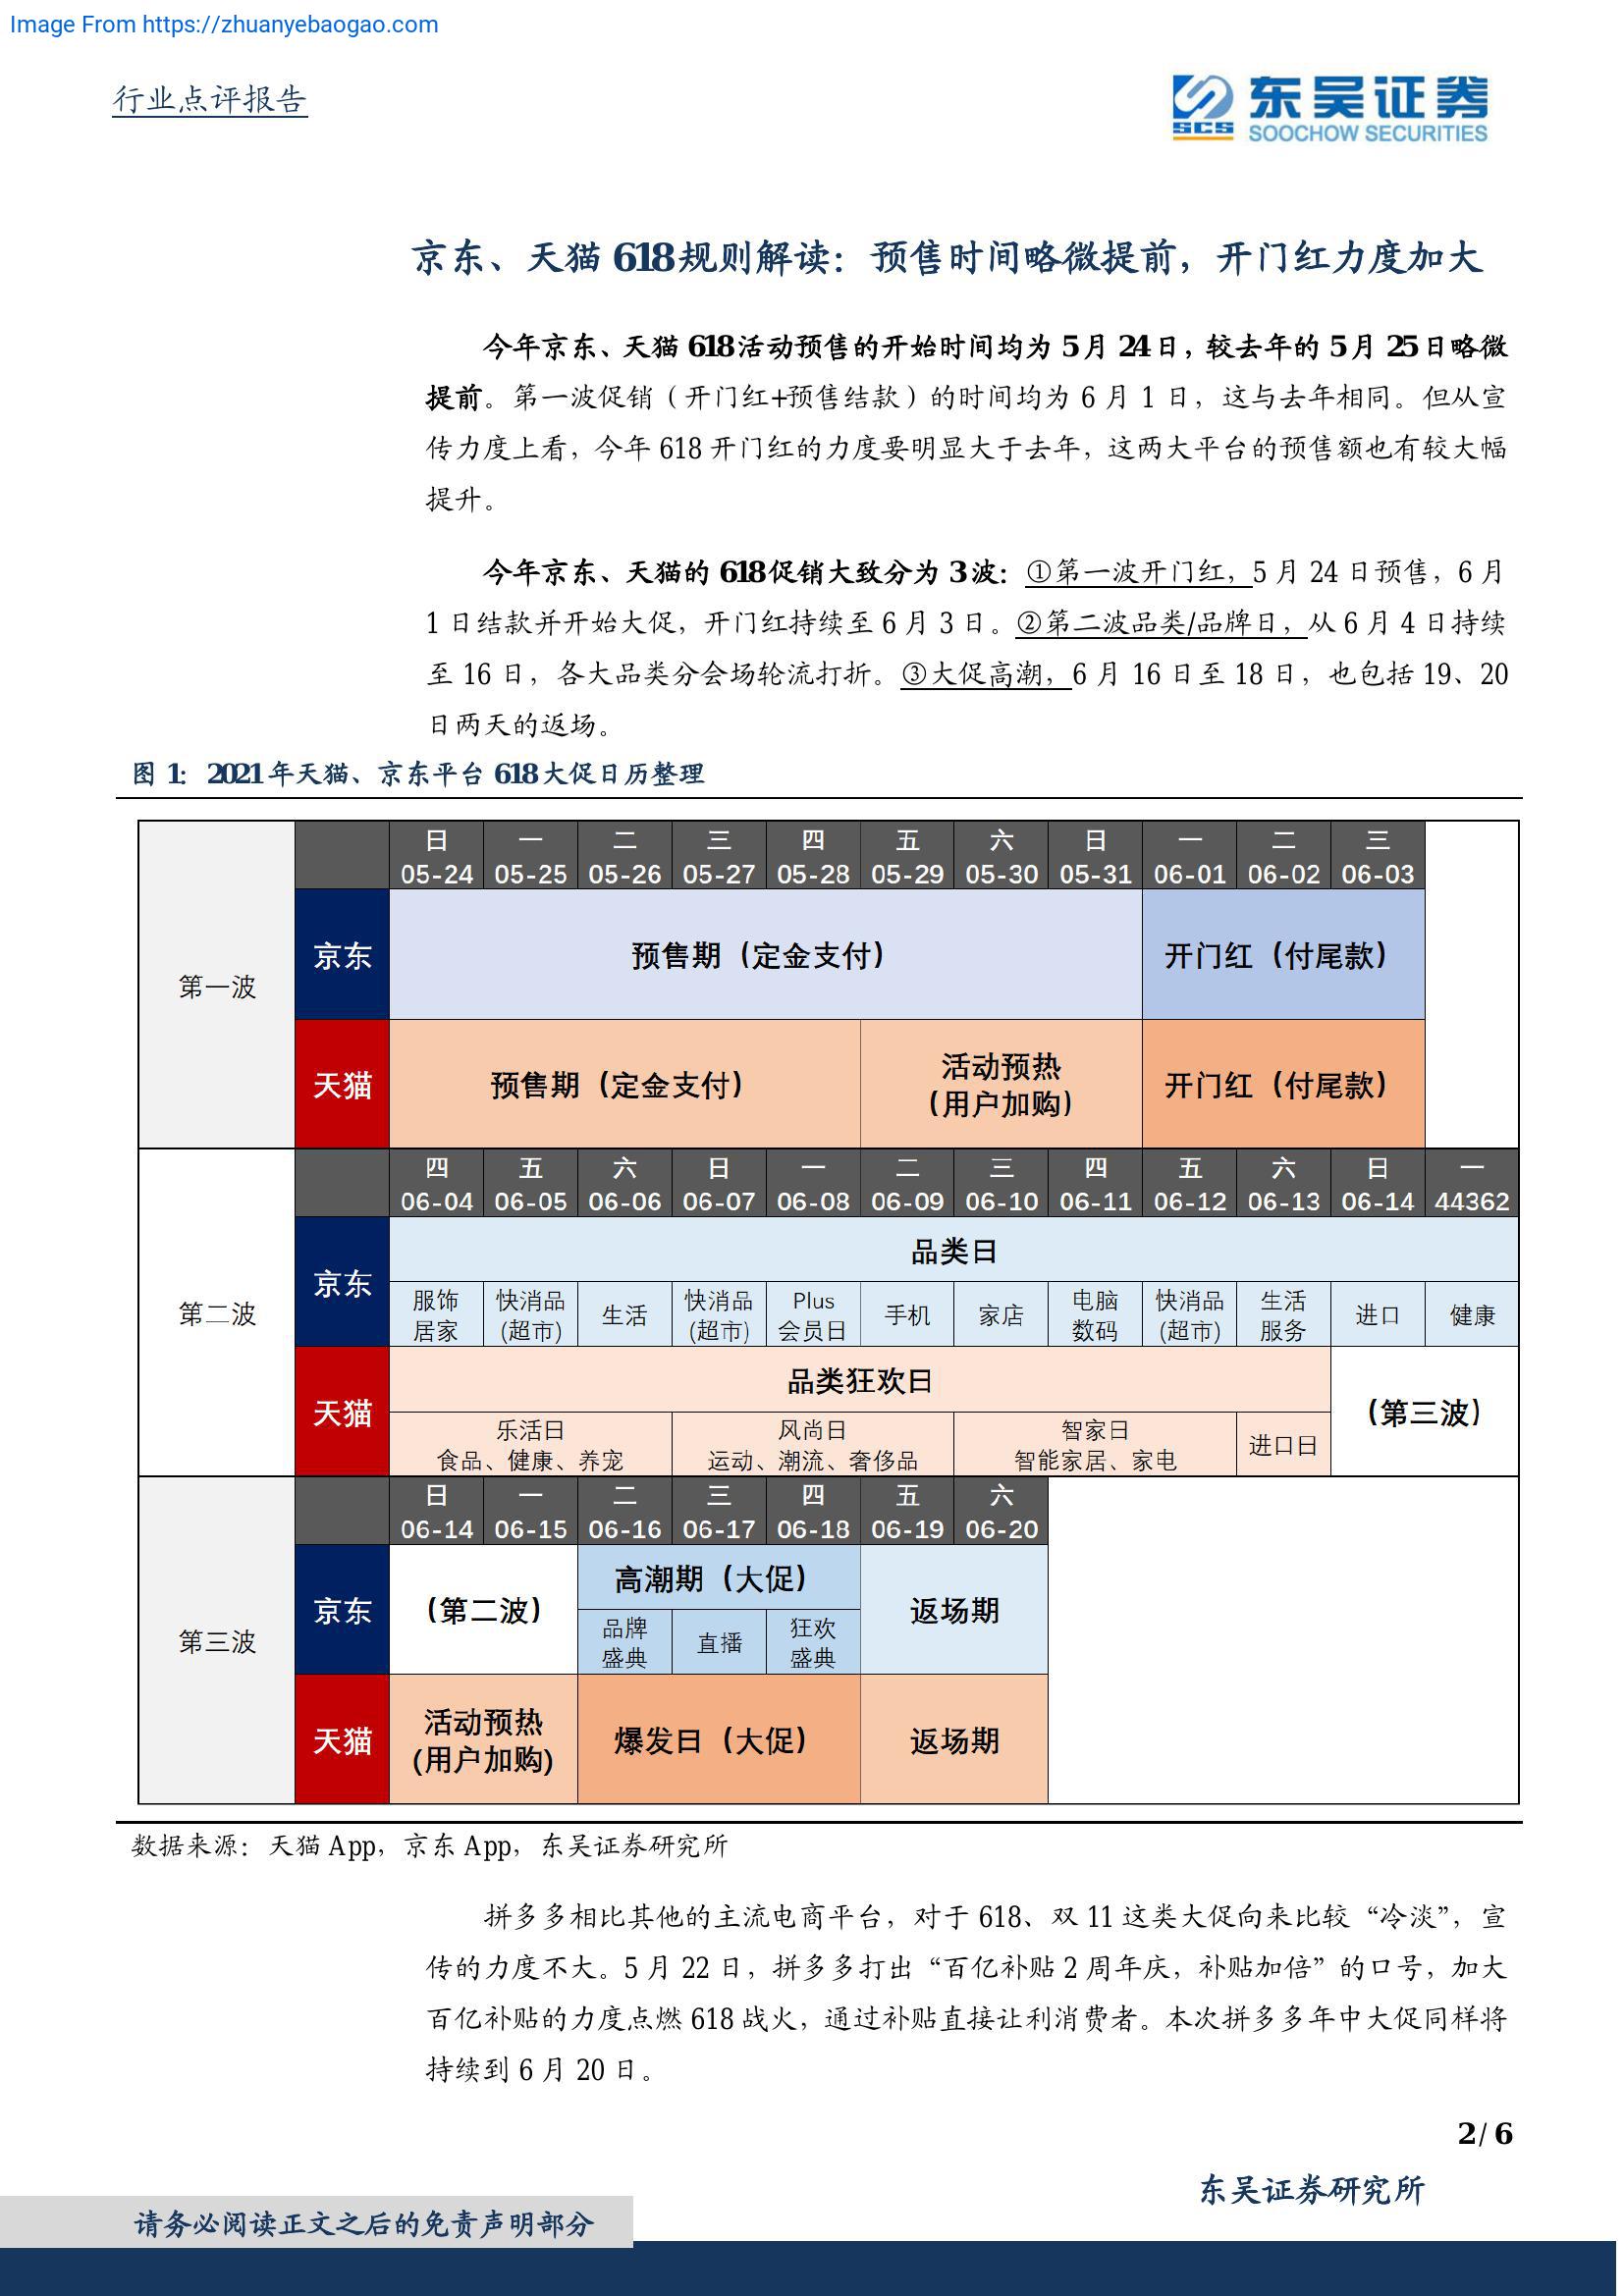 Image From https://zhuanyebaogao.com
行业点评报告
SCS
东吴证券
SOOCHOW SECURITIES
京东、天猫 618 规则解读：预售时间略微提前，开门红力度加大
今年京东、天猫 618 活动预售的开始时间均为 5 月 24 日，较去年的 5 月 25 日略微
提前。第一波促销（开门红+预售结款）的时间均为 6 月 1 日，这与去年相同。但从宣
传力度上看，今年 618 开门红的力度要明显大于去年，这两大平台的预售额也有较大幅
提升。
今年京东、天猫的 618 促销大致分为 3 波：①第一波开门红，5 月 24 日预售，6 月
1 日结款并开始大促，开门红持续至 6 月 3 日。②第二波品类/品牌日，从 6 月 4 日持续
至 16 日，各大品类分会场轮流打折。③大促高潮，6 月 16 日至 18 日，也包括 19、20
日两天的返场。
图 1：2021 年天猫、京东平台 618 大促日历整理
日 一 二 三 四 五 六 日 一 二 三
05-24 05-25 05-26 05-27 05-28 05-29 05-30 05-31 06-01 06-02 06-03
第一波
京东 预售期（定金支付） 开门红（付尾款）
天猫 预售期（定金支付） 活动预热
(用户加购) 开门红（付尾款）
四 五 六 日 一 二 三 四 五 六 日 一
06-04 06-05 06-06 06-07 06-08 06-09 06-10 06-11 06-12 06-13 06-14 44362
第二波
京东 品类日
服饰 快消品 生活 快消品 Plus 手机 家店 电脑 快消品 生活 进口 健康
居家 (超市) (超市) 会员日 数码 (超市) 服务
天猫 品类狂欢日 （第三波）
乐活日 风尚日 智家日 进口日
食品、健康、养宠 运动、潮流、奢侈品 智能家居、家电
日 一 二 三 四 五 六
06-14 06-15 06-16 06-17 06-18 06-19 06-20
第三波
京东 （第二波） 高潮期（大促） 返场期
品牌 直播 狂欢
盛典 盛典
天猫 活动预热 爆发日（大促） 返场期
(用户加购)
数据来源：天猫 App，京东 App，东吴证券研究所
拼多多相比其他的主流电商平台，对于 618、双 11 这类大促向来比较“冷淡”，宣
传的力度不大。5 月 22 日，拼多多打出“百亿补贴 2 周年庆，补贴加倍”的口号，加大
百亿补贴的力度点燃 618 战火，通过补贴直接让利消费者。本次拼多多年中大促同样将
持续到 6 月 20 日。
2 / 6
东吴证券研究所
请务必阅读正文之后的免责声明部分